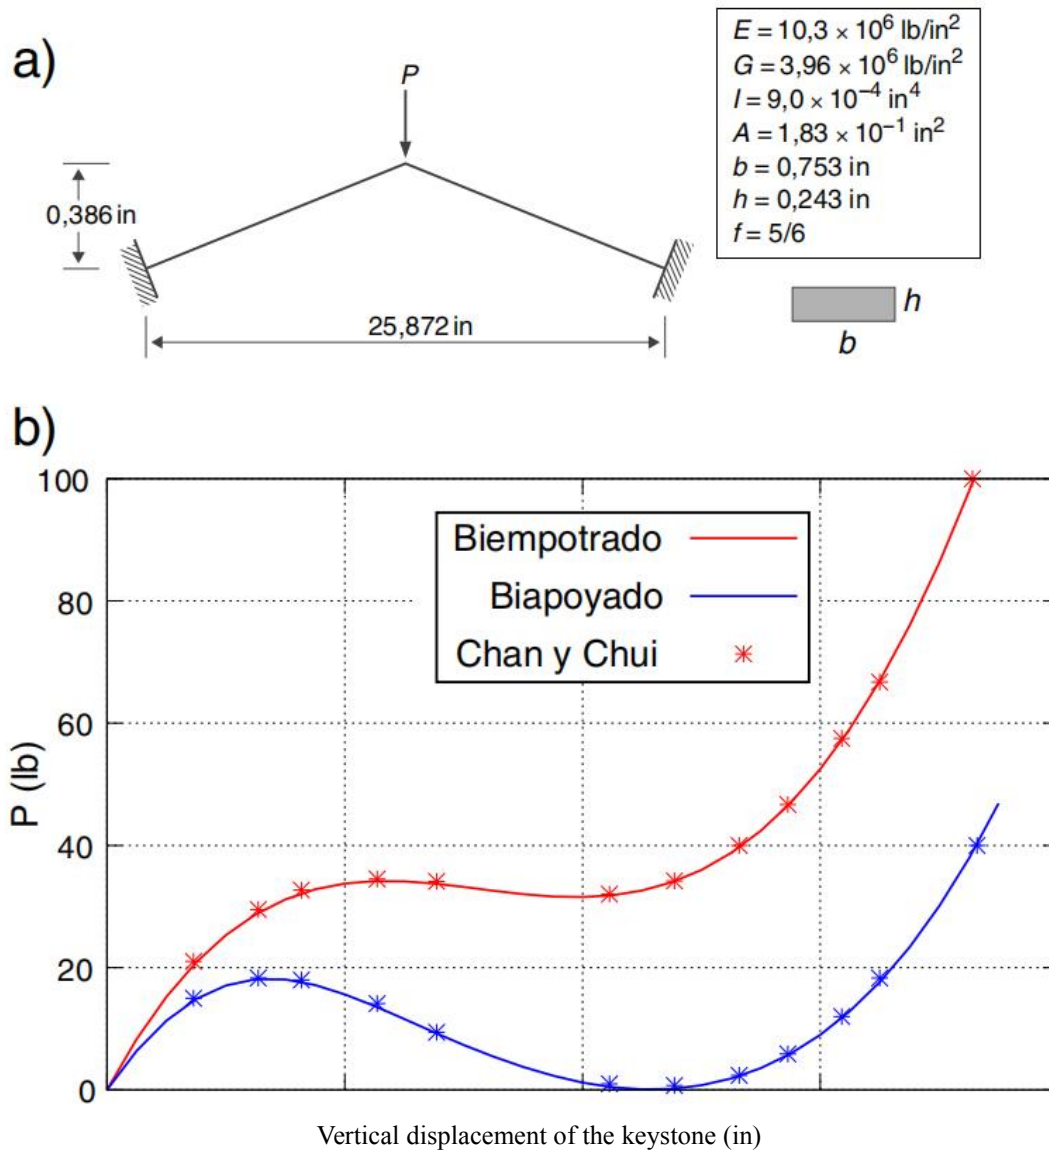 a)
P
0,386 in
25,872 in
E = 10,3 × 10⁶ lb/in²
G = 3,96 × 10⁶ lb/in²
I = 9,0 × 10⁻⁴ in⁴
A = 1,83 × 10⁻¹ in²
b = 0,753 in
h = 0,243 in
f = 5/6
h
b
b)
100
80
60
40
20
0
P (lb)
Biempotrado
Biapoyado
Chan y Chui
Vertical displacement of the keystone (in)